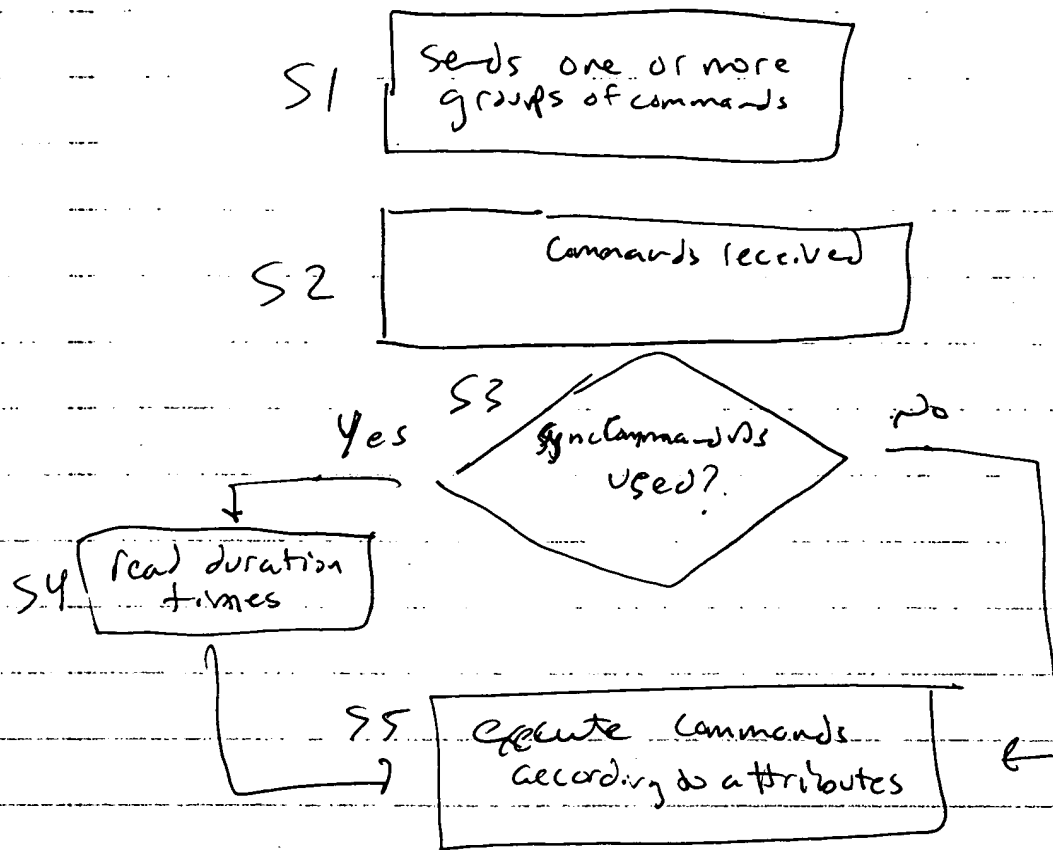 S1
Sends one or more
groups of commands
S2
Commands received
S3
Yes
No
syncCommands
used?
S4
read duration
times
S5
execute commands
according to attributes